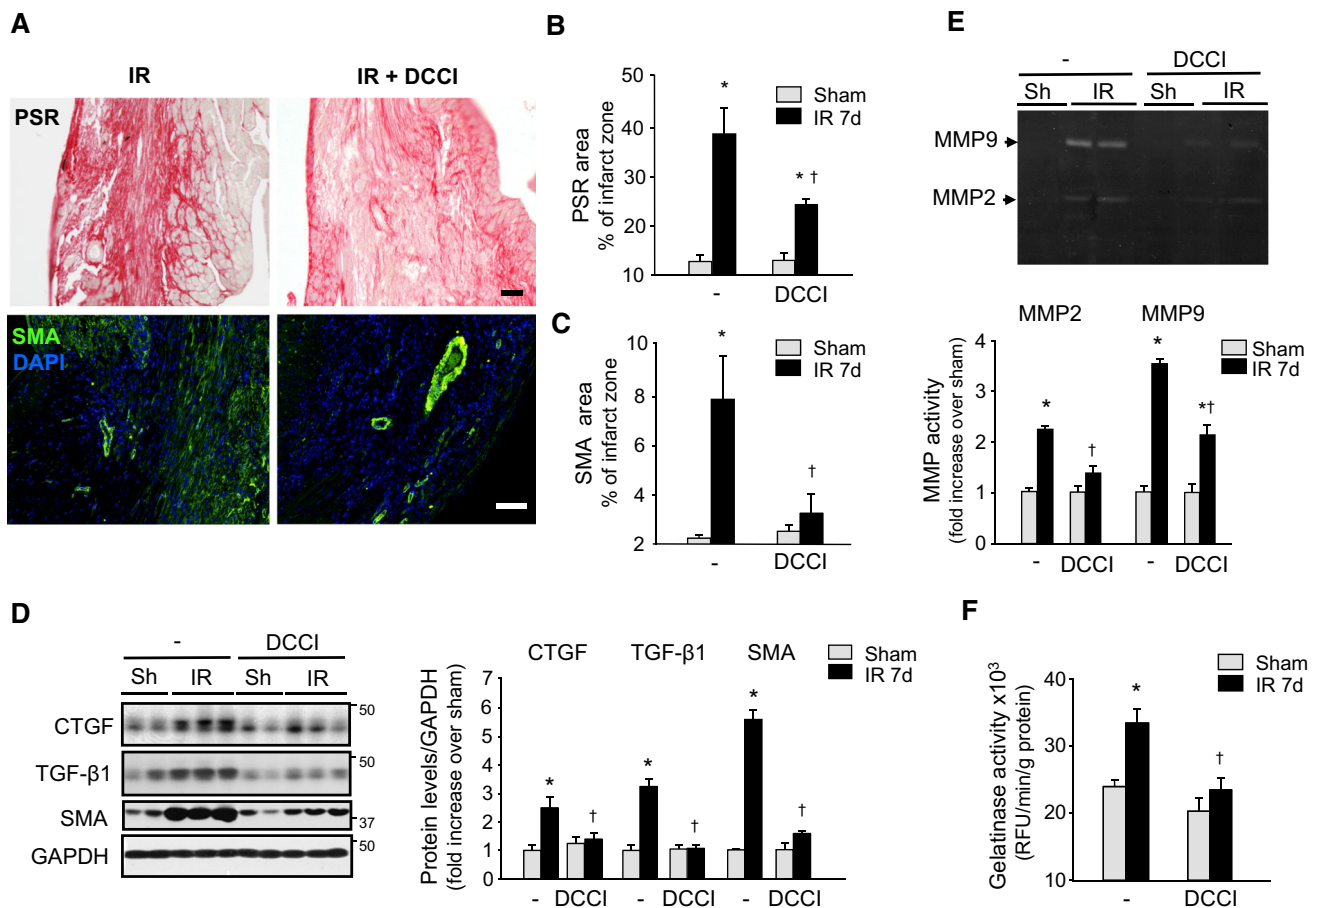 A
IR
IR + DCCI
PSR
SMA
DAPI
B
PSR area
% of infarct zone
50
40
30
20
10
*
* †
Sham
IR 7d
-
DCCI
C
SMA area
% of infarct zone
10
8
6
4
2
*
†
Sham
IR 7d
-
DCCI
D
-
DCCI
Sh
IR
Sh
IR
CTGF
50
TGF-β1
50
SMA
37
GAPDH
50
Protein levels/GAPDH
(fold increase over sham)
7
6
5
4
3
2
1
0
CTGF
TGF-β1
SMA
Sham
IR 7d
*
†
*
†
*
†
-
DCCI
-
DCCI
-
DCCI
E
-
DCCI
Sh
IR
Sh
IR
MMP9
MMP2
MMP2
MMP9
MMP activity
(fold increase over sham)
4
3
2
1
0
*
†
*
*†
Sham
IR 7d
-
DCCI
-
DCCI
F
Gelatinase activity x10³
(RFU/min/g protein)
40
30
20
10
*
†
Sham
IR 7d
-
DCCI